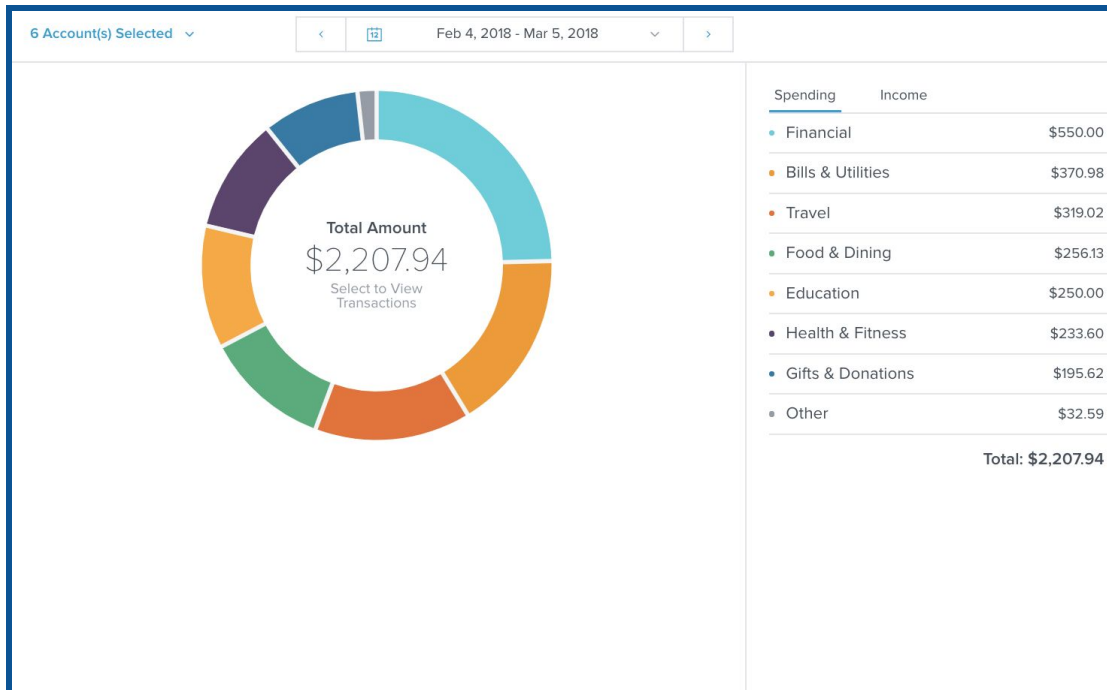 6 Account(s) Selected
12
Feb 4, 2018 - Mar 5, 2018
Total Amount
$2,207.94
Select to View
Transactions
Spending Income
Financial $550.00
Bills & Utilities $370.98
Travel $319.02
Food & Dining $256.13
Education $250.00
Health & Fitness $233.60
Gifts & Donations $195.62
Other $32.59
Total: $2,207.94